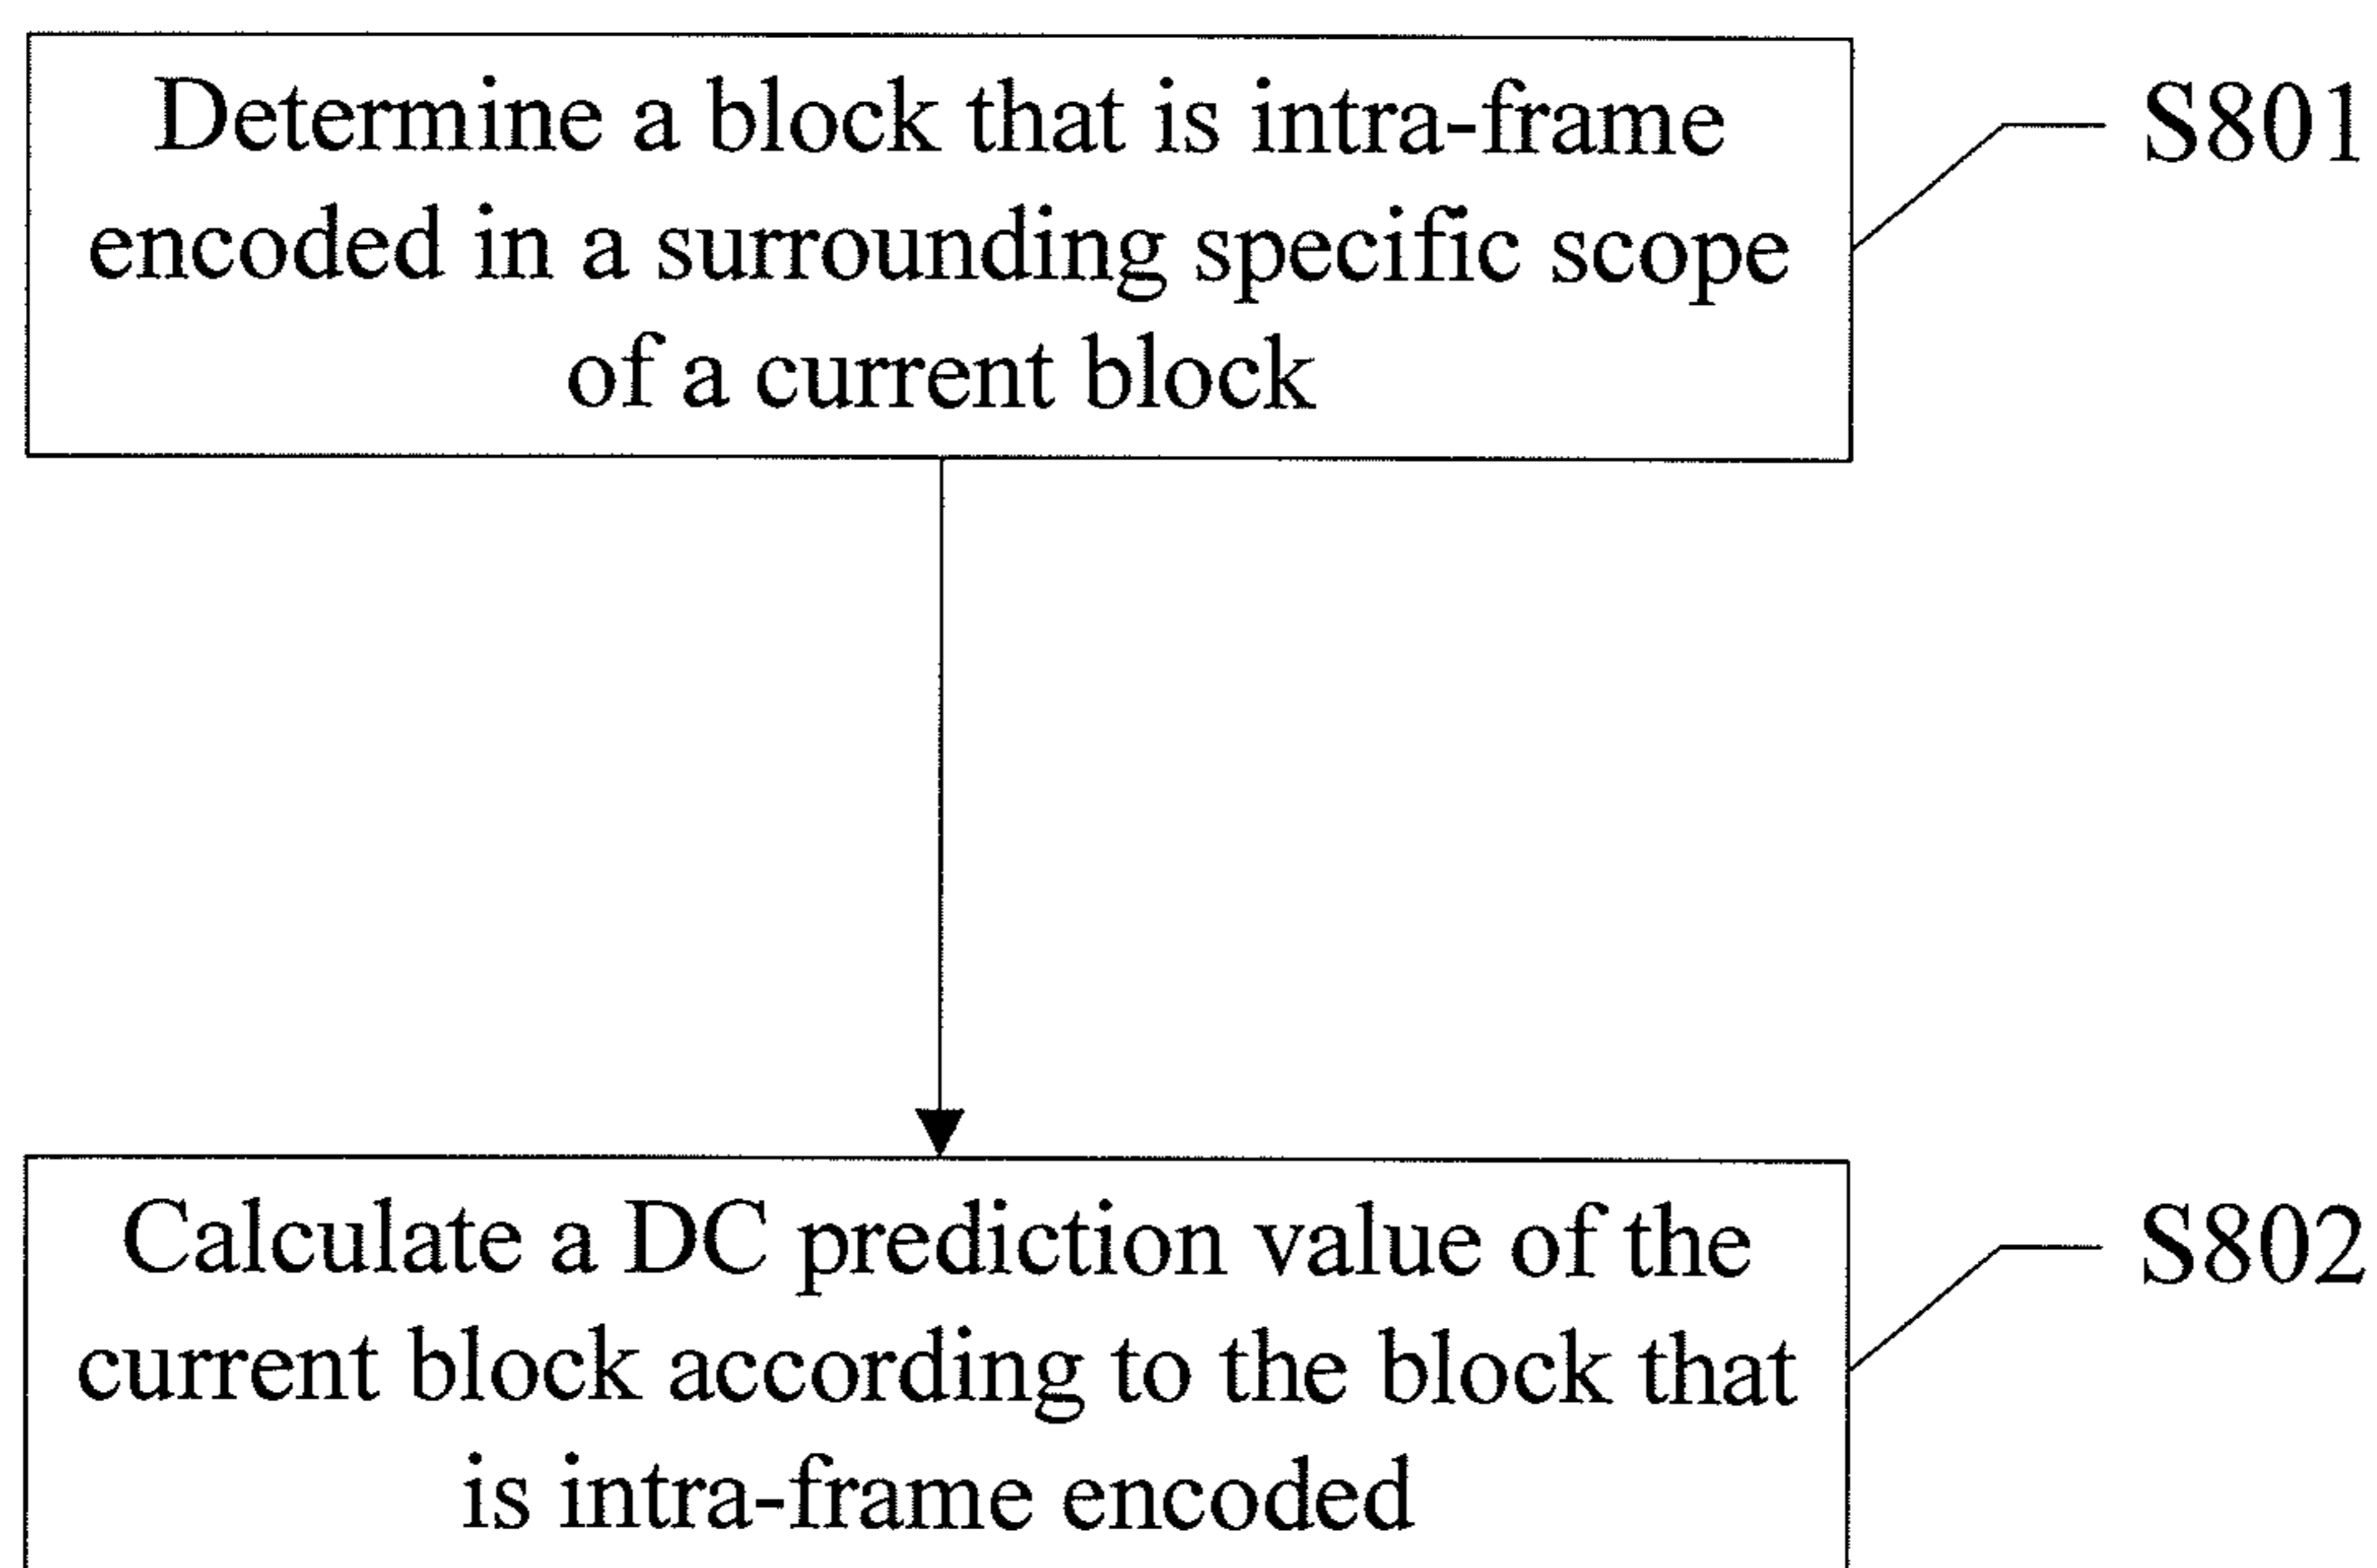 Determine a block that is intra-frame
encoded in a surrounding specific scope
of a current block
S801
Calculate a DC prediction value of the
current block according to the block that
is intra-frame encoded
S802